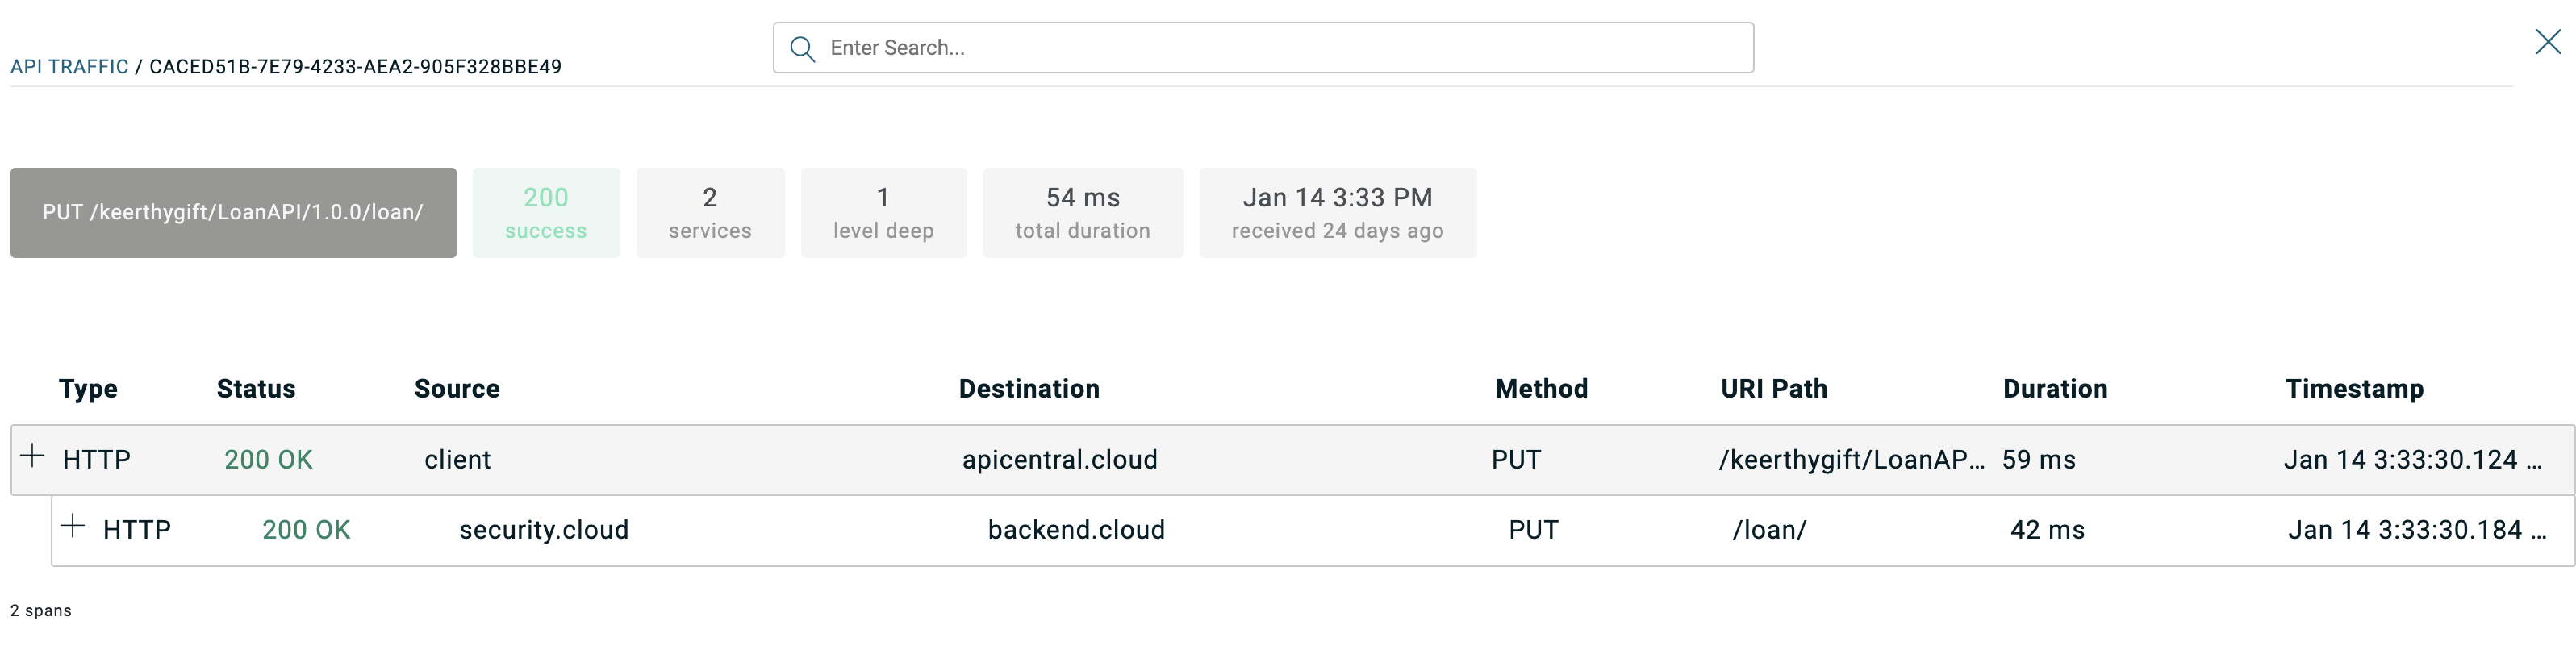 Enter Search...
API TRAFFIC / CACED51B-7E79-4233-AEA2-905F328BBE49
PUT /keerthygift/LoanAPI/1.0.0/loan/
200
success
2
services
1
level deep
54 ms
total duration
Jan 14 3:33 PM
received 24 days ago
Type Status Source Destination Method URI Path Duration Timestamp
HTTP 200 OK client apicentral.cloud PUT /keerthygift/LoanAP... 59 ms Jan 14 3:33:30.124 ...
HTTP 200 OK security.cloud backend.cloud PUT /loan/ 42 ms Jan 14 3:33:30.184 ...
2 spans